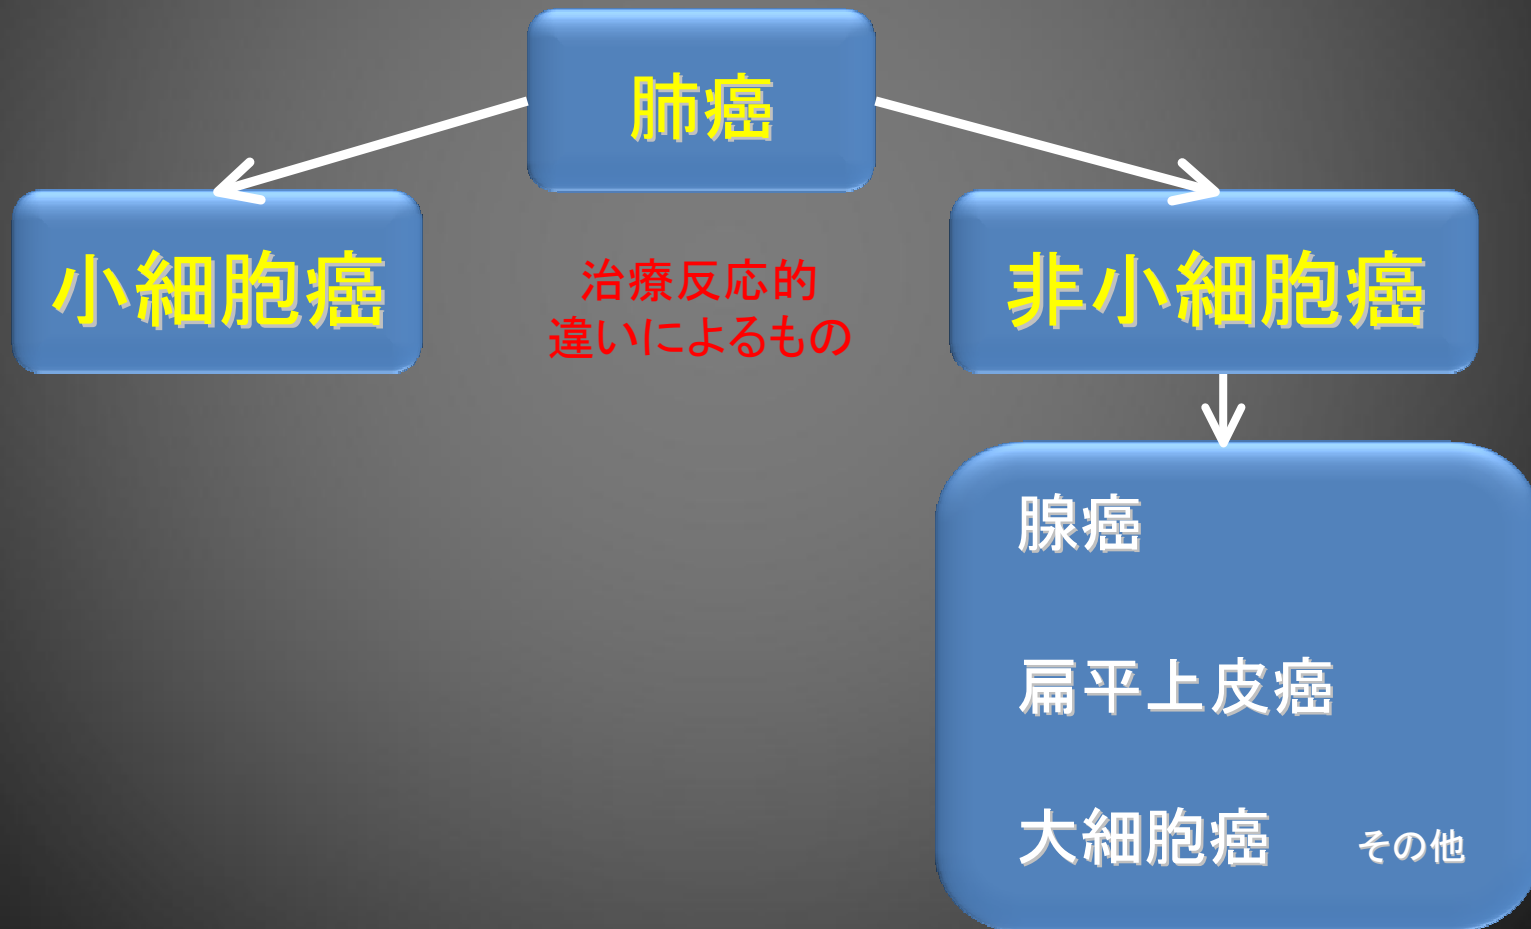 肺癌
小細胞癌
治療反応的
違いによるもの
非小細胞癌
腺癌
扁平上皮癌
大細胞癌 その他